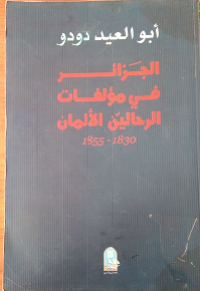 أبو العيد دودو
الجزائر
في مؤلفات
الرحالين الألمان
1830 - 1855